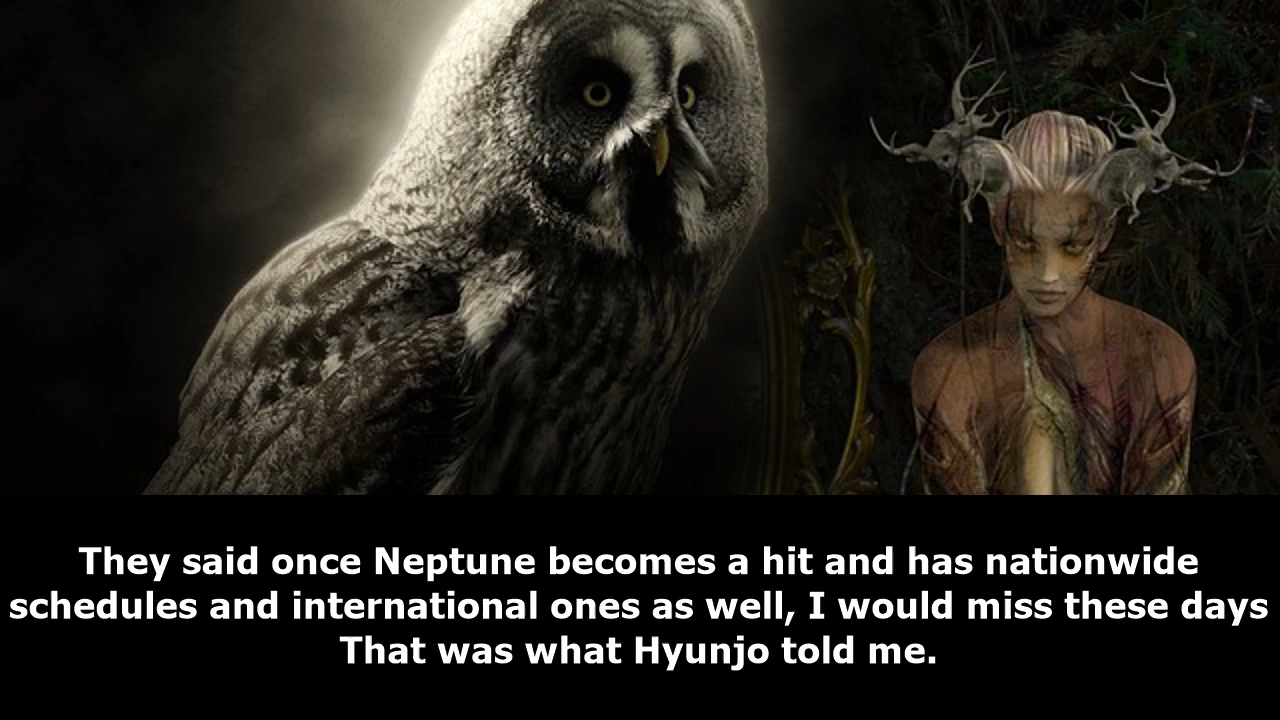 They said once Neptune becomes a hit and has nationwide
schedules and international ones as well, I would miss these days
That was what Hyunjo told me.